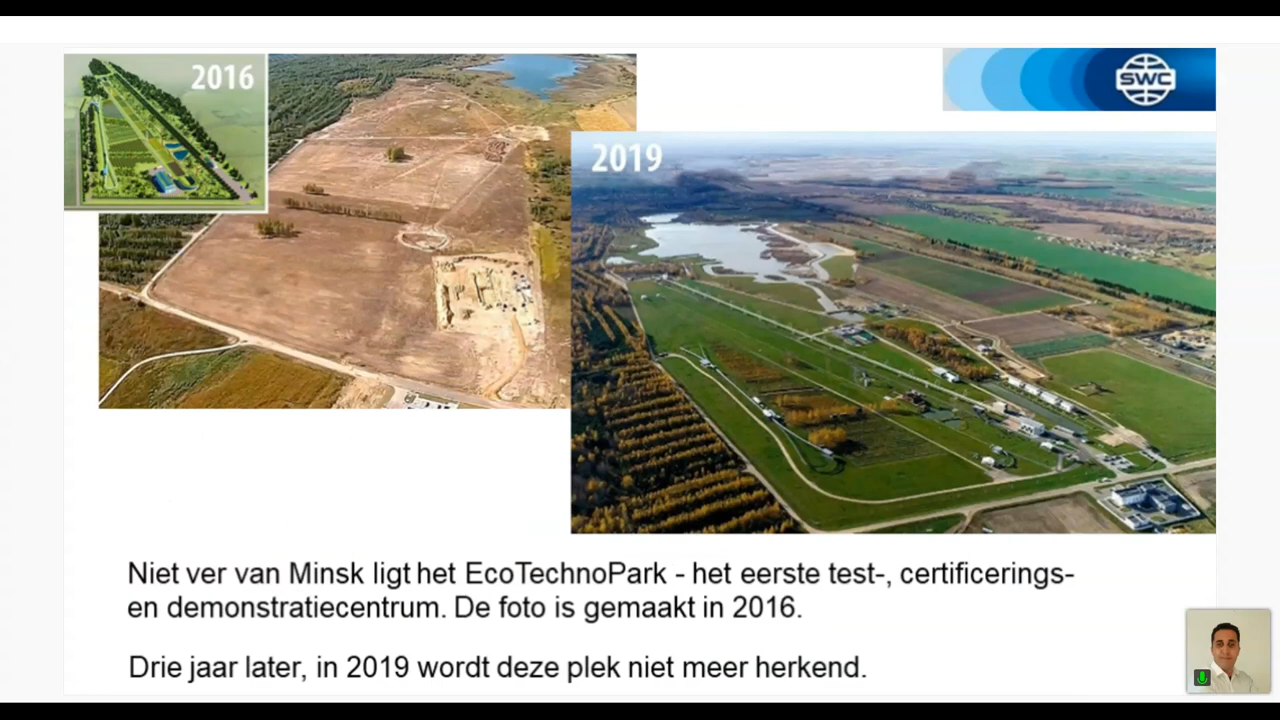 2016
SWC
2019
Niet ver van Minsk ligt het EcoTechnoPark - het eerste test-, certificerings-
en demonstratiecentrum. De foto is gemaakt in 2016.
Drie jaar later, in 2019 wordt deze plek niet meer herkend.